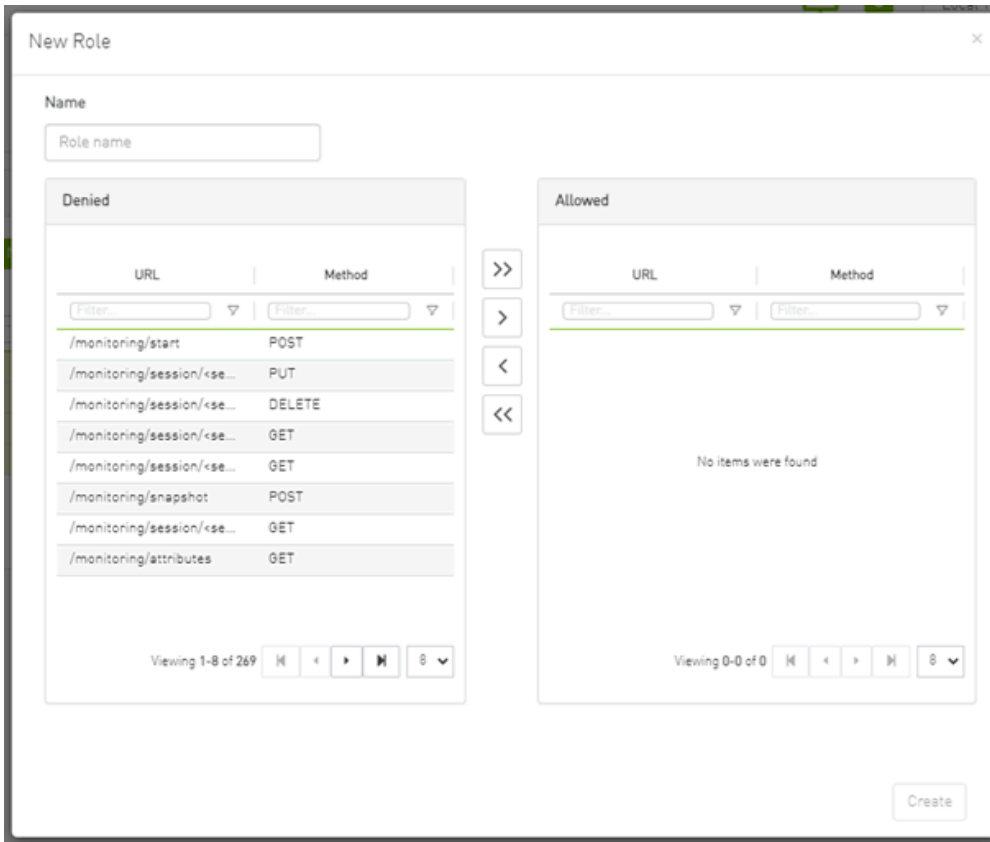 New Role
×
Name
Role name
Denied
Allowed
URL Method
URL Method
Filter... Filter...
Filter... Filter...
/monitoring/start POST
/monitoring/session/<se... PUT
/monitoring/session/<se... DELETE
/monitoring/session/<se... GET
/monitoring/session/<se... GET
/monitoring/snapshot POST
/monitoring/session/<se... GET
/monitoring/attributes GET
>>
>
<
<<
No items were found
Viewing 1-8 of 269 8
Viewing 0-0 of 0 8
Create